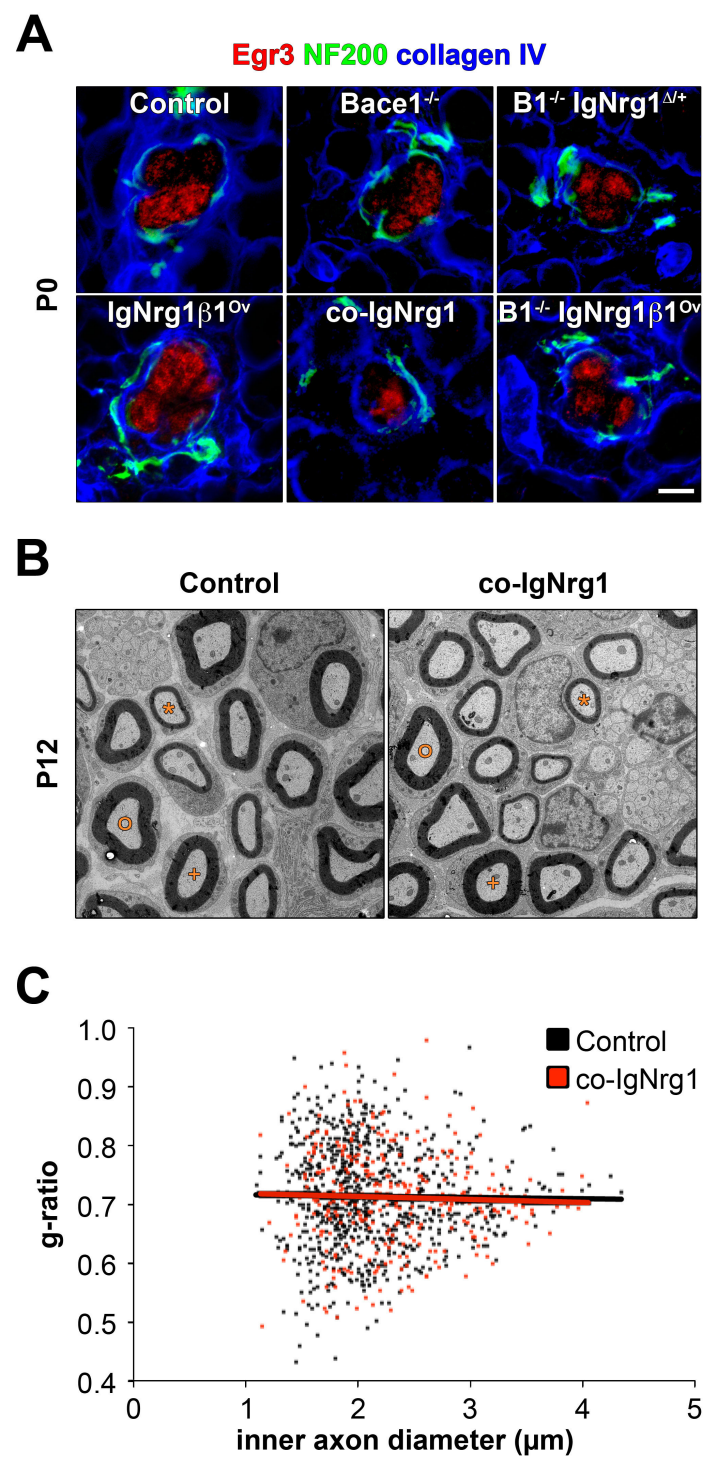 A
Egr3 NF200 collagen IV
Control
Bace1-/-
B1-/- IgNrg1Δ/+
P0
IgNrg1β1Ov
co-IgNrg1
B1-/- IgNrg1β1Ov
B
Control
co-IgNrg1
P12
*
*
O
O
+
+
C
1.0
Control
co-IgNrg1
0.9
0.8
0.7
0.6
0.5
0.4
g-ratio
0 1 2 3 4 5
inner axon diameter (µm)